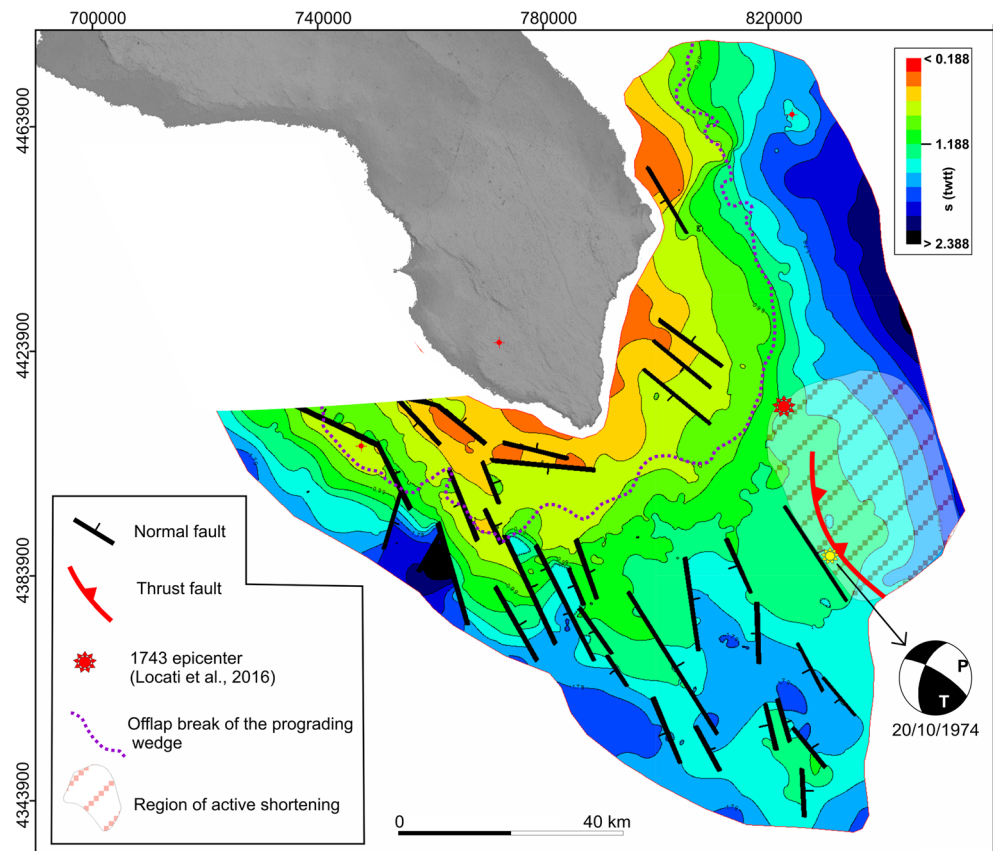 700000
740000
780000
820000
4463900
4423900
4383900
4343900
< 0.188
1.188
> 2.388
s (twtt)
Normal fault
Thrust fault
1743 epicenter
(Locati et al., 2016)
Offlap break of the prograding
wedge
Region of active shortening
0
40 km
P
T
20/10/1974